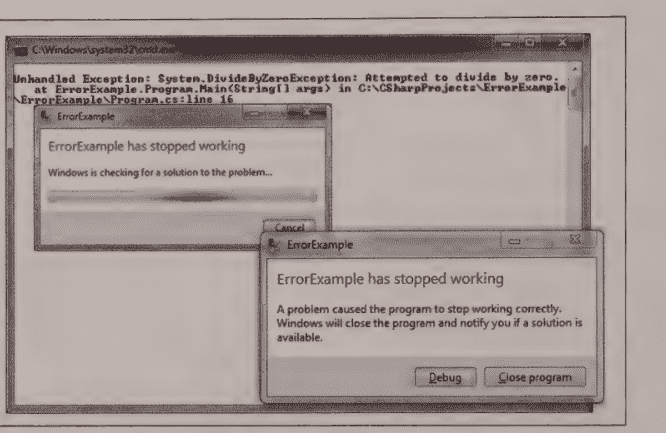 C:\Windows\system32\cmd.exe
Unhandled Exception: System.DivideByZeroException: Attempted to divide by zero.
at ErrorExample.Program.Main(String[] args) in C:\CSharpProjects\ErrorExample
\ErrorExample\Program.cs:line 16
ErrorExample
ErrorExample has stopped working
Windows is checking for a solution to the problem...
Cancel
ErrorExample
ErrorExample has stopped working
A problem caused the program to stop working correctly.
Windows will close the program and notify you if a solution is
available.
Debug Close program